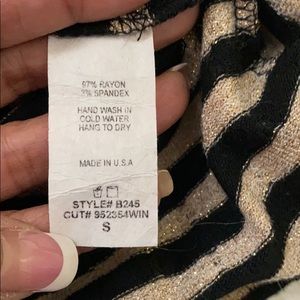 97% RAYON
3% SPANDEX
HAND WASH IN
COLD WATER
HANG TO DRY
MADE IN U.S.A
STYLE# B245
CUT# 952354WIN
S